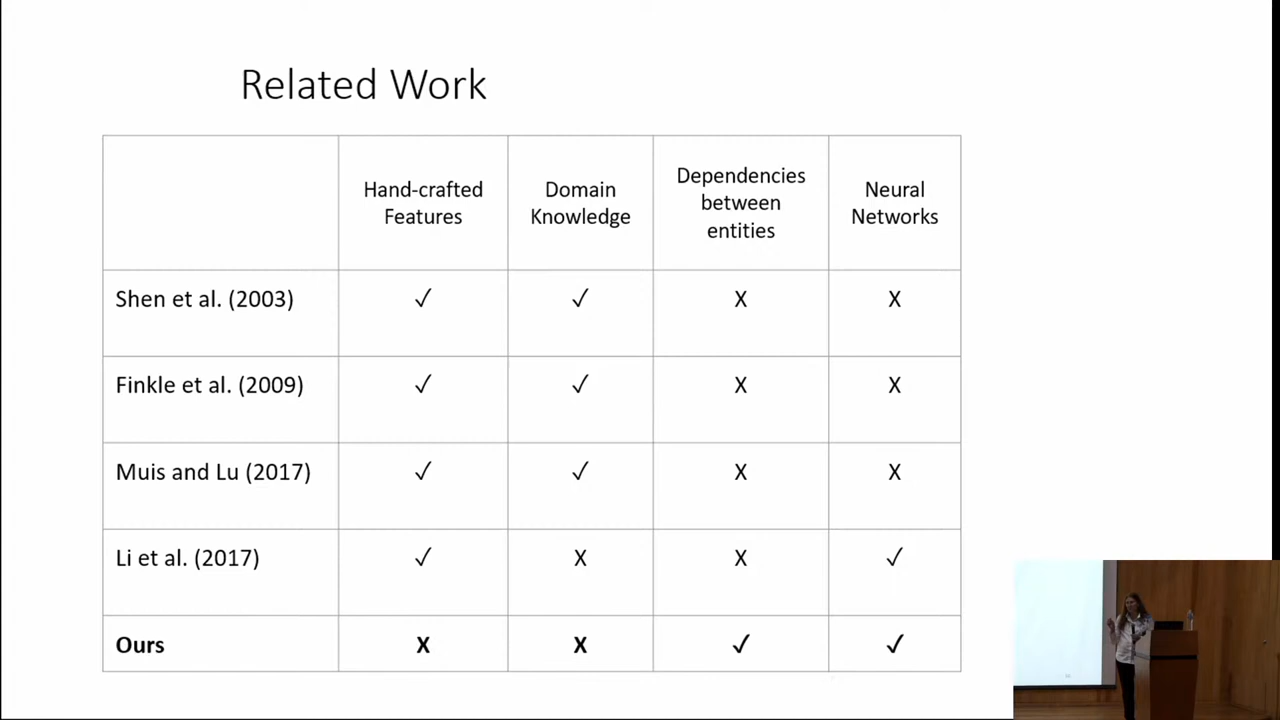 Related Work
Hand-crafted Features
Domain Knowledge
Dependencies between entities
Neural Networks
Shen et al. (2003) ✓ ✓ X X
Finkle et al. (2009) ✓ ✓ X X
Muis and Lu (2017) ✓ ✓ X X
Li et al. (2017) ✓ X X ✓
Ours X X ✓ ✓